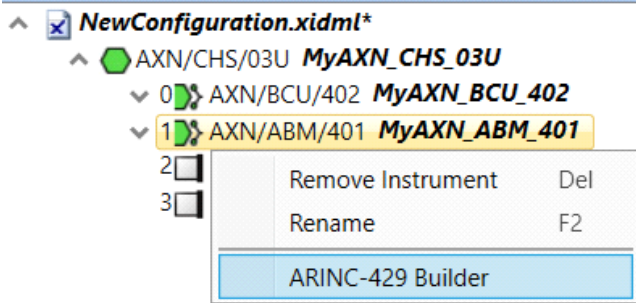 NewConfiguration.xidml*
AXN/CHS/03U MyAXN_CHS_03U
0 AXN/BCU/402 MyAXN_BCU_402
1 AXN/ABM/401 MyAXN_ABM_401
2
Remove Instrument Del
3
Rename F2
ARINC-429 Builder